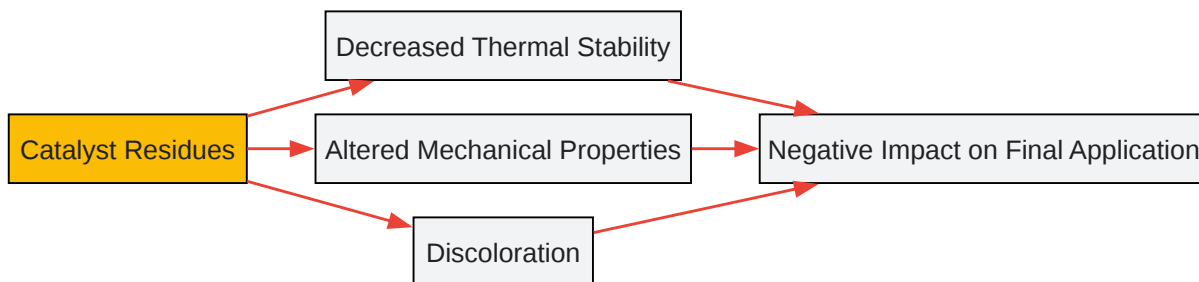 Decreased Thermal Stability
Catalyst Residues
Altered Mechanical Properties
Negative Impact on Final Application
Discoloration